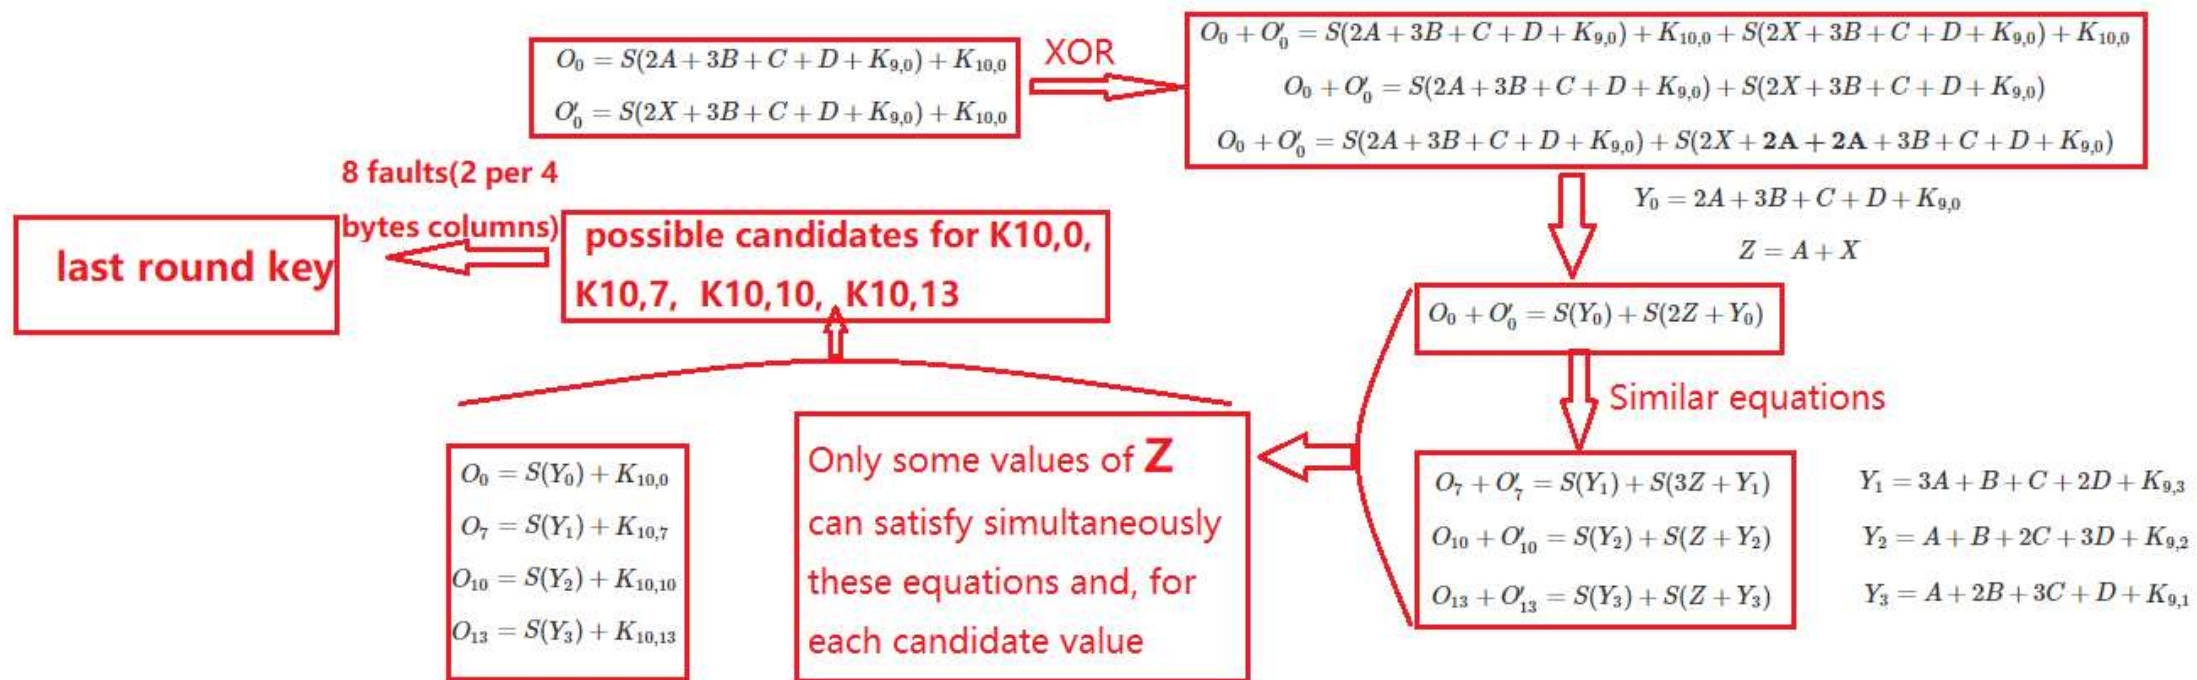 O_0 = S(2A + 3B + C + D + K_{9,0}) + K_{10,0}
O'_0 = S(2X + 3B + C + D + K_{9,0}) + K_{10,0}
XOR
O_0 + O'_0 = S(2A + 3B + C + D + K_{9,0}) + K_{10,0} + S(2X + 3B + C + D + K_{9,0}) + K_{10,0}
O_0 + O'_0 = S(2A + 3B + C + D + K_{9,0}) + S(2X + 3B + C + D + K_{9,0})
O_0 + O'_0 = S(2A + 3B + C + D + K_{9,0}) + S(2X + 2A + 2A + 3B + C + D + K_{9,0})
Y_0 = 2A + 3B + C + D + K_{9,0}
Z = A + X
O_0 + O'_0 = S(Y_0) + S(2Z + Y_0)
Similar equations
O_7 + O'_7 = S(Y_1) + S(3Z + Y_1)
O_{10} + O'_{10} = S(Y_2) + S(Z + Y_2)
O_{13} + O'_{13} = S(Y_3) + S(Z + Y_3)
Y_1 = 3A + B + C + 2D + K_{9,3}
Y_2 = A + B + 2C + 3D + K_{9,2}
Y_3 = A + 2B + 3C + D + K_{9,1}
Only some values of Z
can satisfy simultaneously
these equations and, for
each candidate value
O_0 = S(Y_0) + K_{10,0}
O_7 = S(Y_1) + K_{10,7}
O_{10} = S(Y_2) + K_{10,10}
O_{13} = S(Y_3) + K_{10,13}
possible candidates for K10,0,
K10,7, K10,10, K10,13
8 faults(2 per 4
bytes columns)
last round key